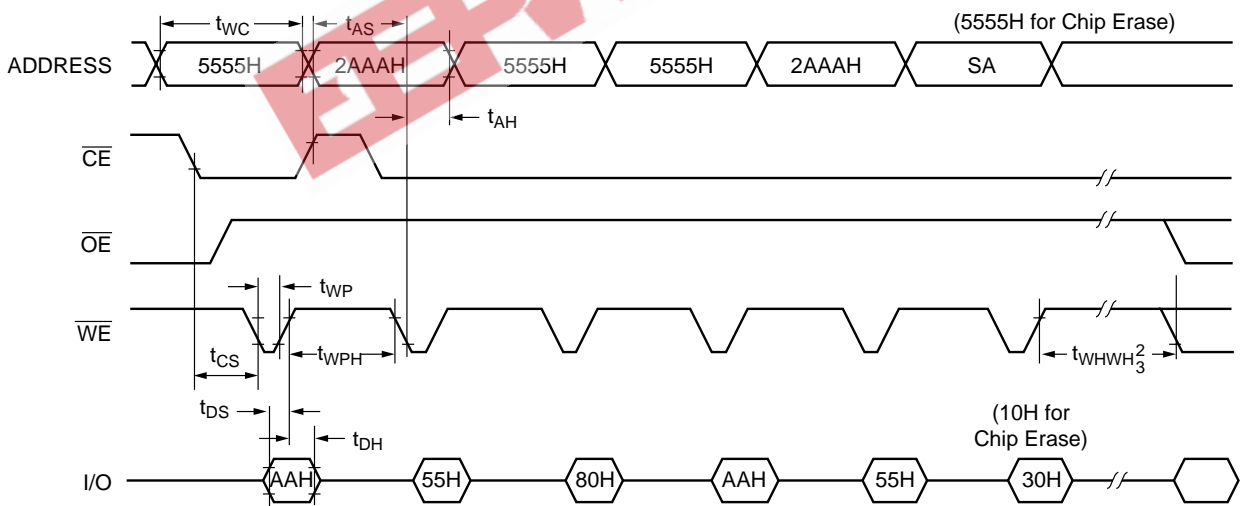 tWC
tAS
(5555H for Chip Erase)
ADDRESS
5555H
2AAAH
5555H
5555H
2AAAH
SA
tAH
CE
OE
tWP
WE
tCS
tWPH
tWHWH2
3
tDS
tDH
(10H for
Chip Erase)
I/O
AAH
55H
80H
AAH
55H
30H